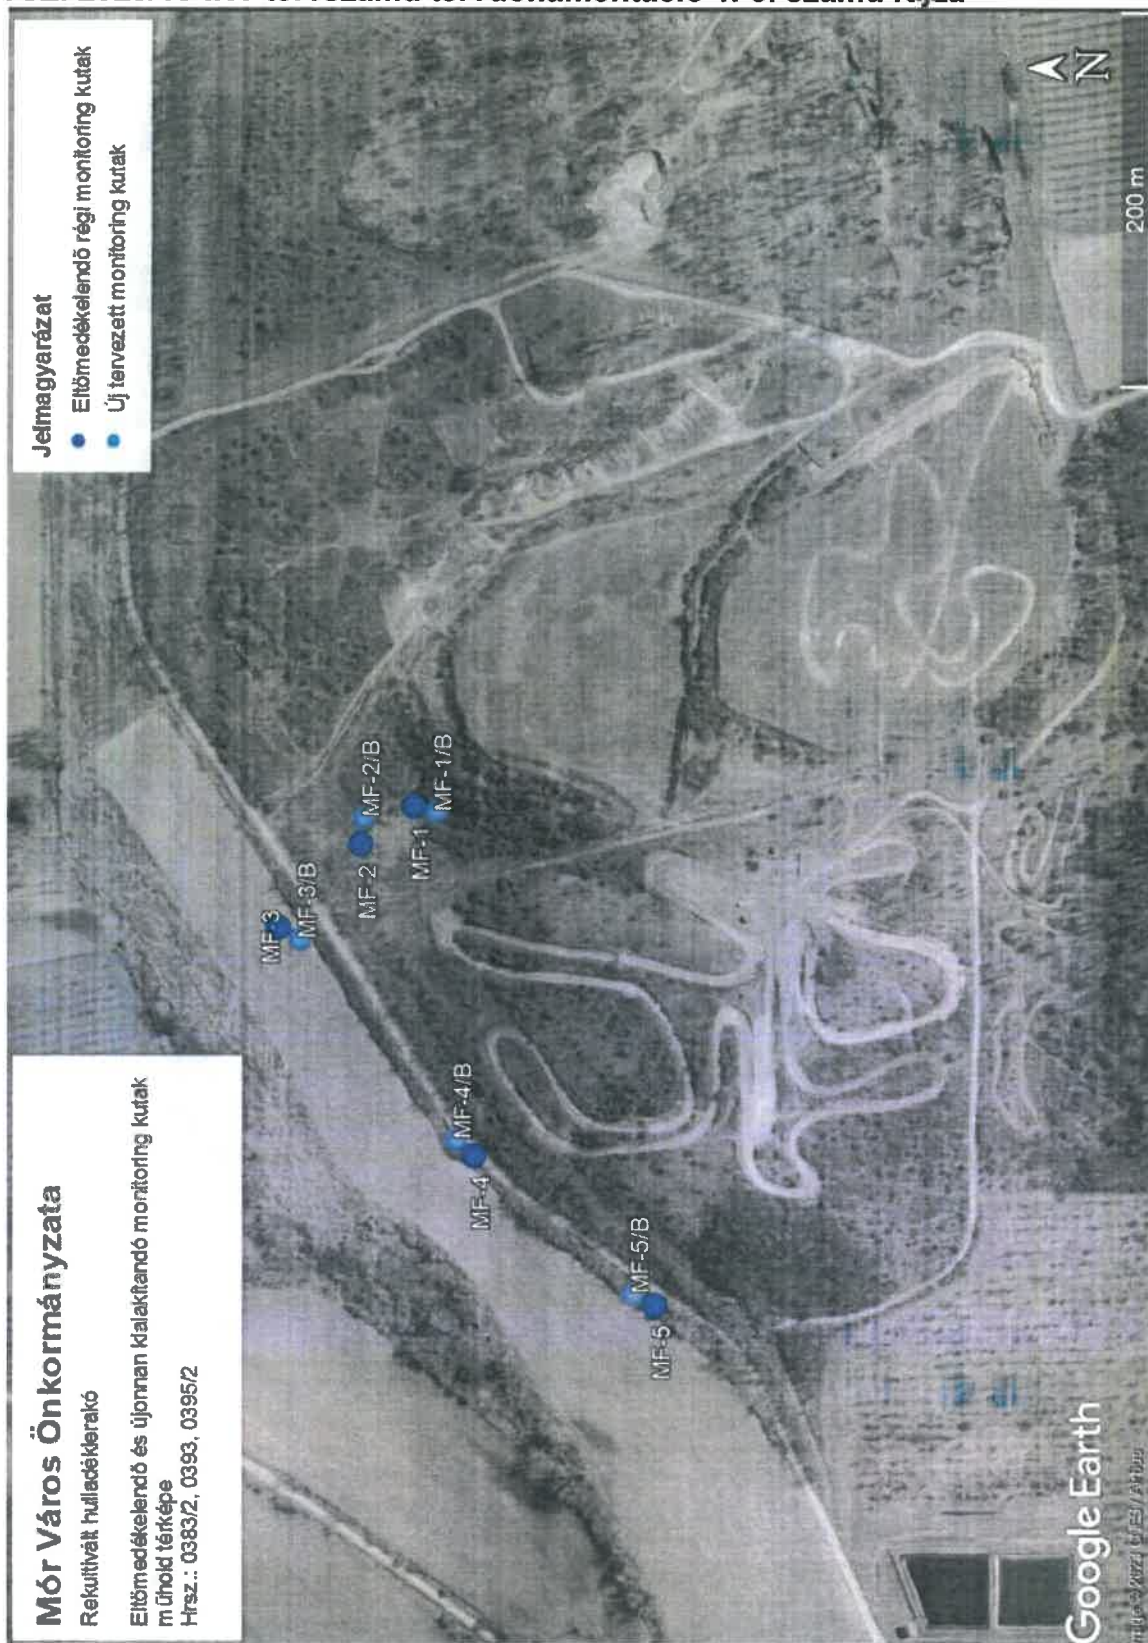 Mór Város Önkormányzata
Rekultivált hulladéklerakó
Eltömedékelendő és újonnan kialakítandó monitoring kutak
műhold térképe
Hrsz.: 0383/2, 0393, 0395/2
Jelmagyarázat
Eltömedékelendő régi monitoring kutak
Új tervezett monitoring kutak
MF-3
MF-3/B
MF-2
MF-2/B
MF-1
MF-1/B
MF-4
MF-4/B
MF-5
MF-5/B
N
200 m
Google Earth